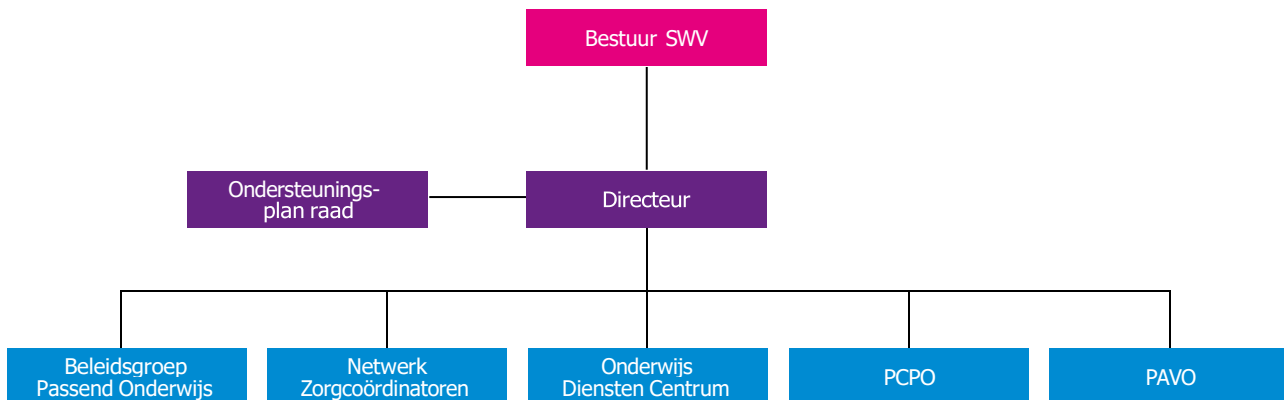 Bestuur SWV
Ondersteunings-
plan raad
Directeur
Beleidsgroep
Passend Onderwijs
Netwerk
Zorgcoördinatoren
Onderwijs
Diensten Centrum
PCPO
PAVO